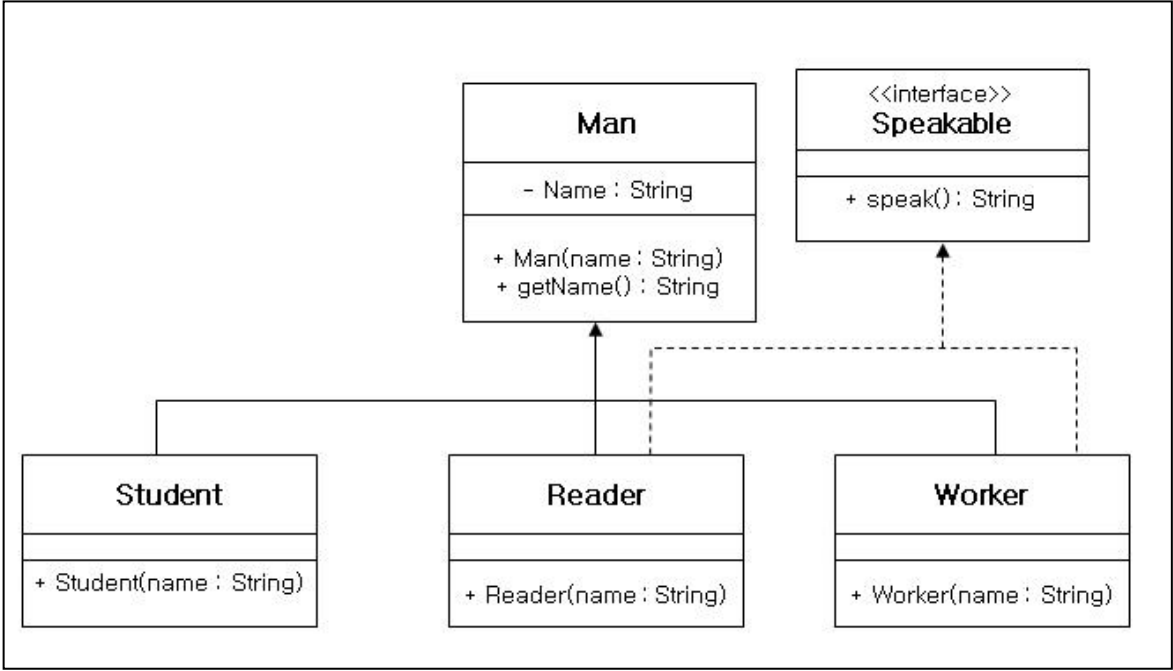 Man
- Name : String
+ Man(name : String)
+ getName() : String
<<interface>>
Speakable
+ speak() : String
Student
+ Student(name : String)
Reader
+ Reader(name : String)
Worker
+ Worker(name : String)